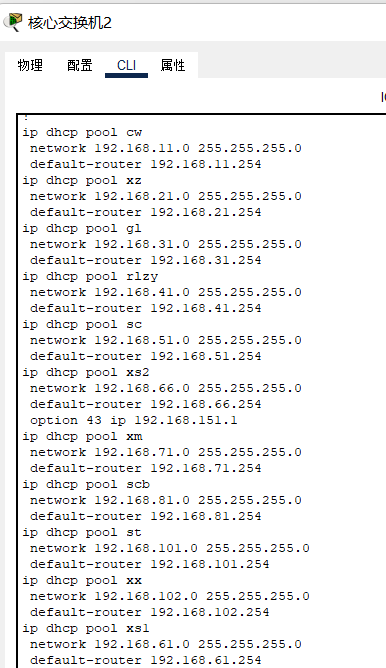 核心交换机2
物理 配置 CLI 属性
!
ip dhcp pool cw
network 192.168.11.0 255.255.255.0
default-router 192.168.11.254
ip dhcp pool xz
network 192.168.21.0 255.255.255.0
default-router 192.168.21.254
ip dhcp pool gl
network 192.168.31.0 255.255.255.0
default-router 192.168.31.254
ip dhcp pool rlzy
network 192.168.41.0 255.255.255.0
default-router 192.168.41.254
ip dhcp pool sc
network 192.168.51.0 255.255.255.0
default-router 192.168.51.254
ip dhcp pool xs2
network 192.168.66.0 255.255.255.0
default-router 192.168.66.254
option 43 ip 192.168.151.1
ip dhcp pool xm
network 192.168.71.0 255.255.255.0
default-router 192.168.71.254
ip dhcp pool scb
network 192.168.81.0 255.255.255.0
default-router 192.168.81.254
ip dhcp pool st
network 192.168.101.0 255.255.255.0
default-router 192.168.101.254
ip dhcp pool xx
network 192.168.102.0 255.255.255.0
default-router 192.168.102.254
ip dhcp pool xs1
network 192.168.61.0 255.255.255.0
default-router 192.168.61.254